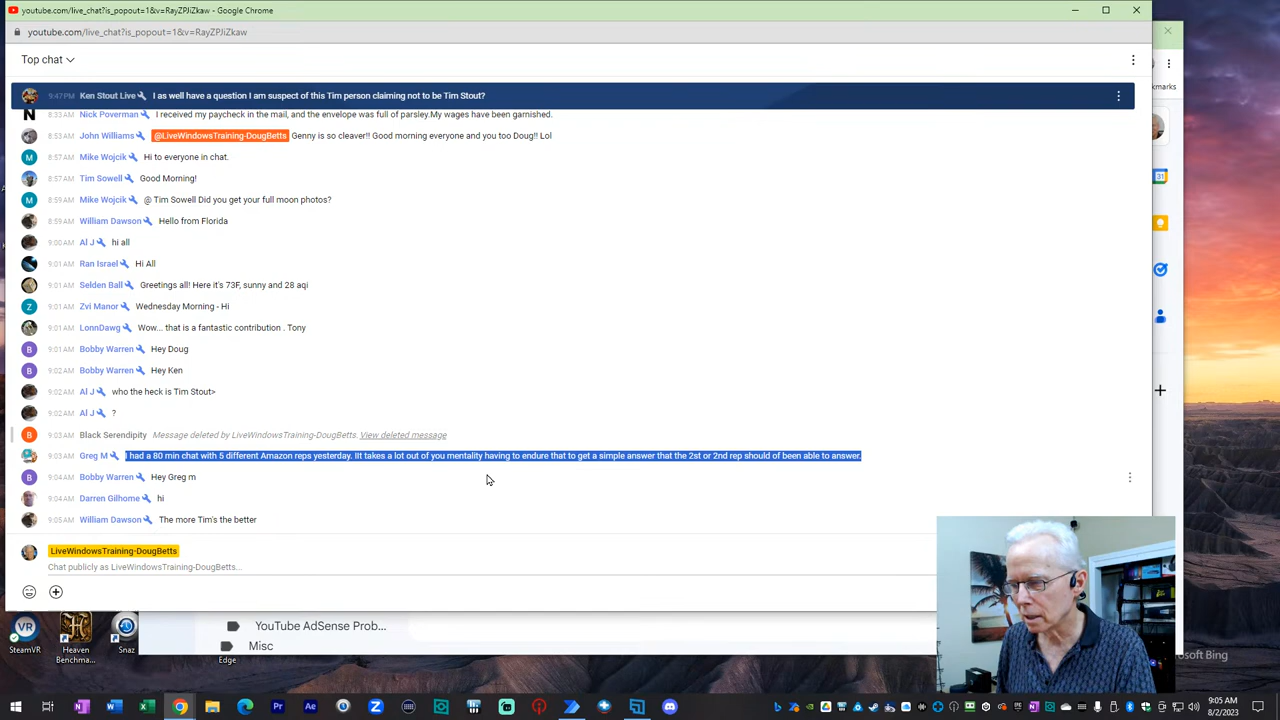 youtube.com/live_chat?is_popout=1&v=RayZPJiZkaw - Google Chrome
youtube.com/live_chat?is_popout=1&v=RayZPJiZkaw
Top chat
9:47 PM Ken Stout Live I as well have a question I am suspect of this Tim person claiming not to be Tim Stout?
8:33 AM Nick Poverman I received my paycheck in the mail, and the envelope was full of parsley.My wages have been garnished.
8:53 AM John Williams @LiveWindowsTraining-DougBetts Genny is so cleaver!! Good morning everyone and you too Doug!! Lol
8:57 AM Mike Wojcik Hi to everyone in chat.
8:57 AM Tim Sowell Good Morning!
8:59 AM Mike Wojcik @ Tim Sowell Did you get your full moon photos?
8:59 AM William Dawson Hello from Florida
9:00 AM Al J hi all
9:01 AM Ran Israel Hi All
9:01 AM Selden Ball Greetings all! Here it's 73F, sunny and 28 aqi
9:01 AM Zvi Manor Wednesday Morning - Hi
9:01 AM LonnDawg Wow... that is a fantastic contribution . Tony
9:01 AM Bobby Warren Hey Doug
9:02 AM Bobby Warren Hey Ken
9:02 AM Al J who the heck is Tim Stout>
9:02 AM Al J ?
9:03 AM Black Serendipity Message deleted by LiveWindowsTraining-DougBetts. View deleted message
9:03 AM Greg M I had a 80 min chat with 5 different Amazon reps yesterday. IIt takes a lot out of you mentality having to endure that to get a simple answer that the 2st or 2nd rep should of been able to answer.
9:04 AM Bobby Warren Hey Greg m
9:04 AM Darren Gilhome hi
9:05 AM William Dawson The more Tim's the better
LiveWindowsTraining-DougBetts
Chat publicly as LiveWindowsTraining-DougBetts...
kmarks
31
YouTube AdSense Prob...
Misc
SteamVR
Heaven
Benchma...
Snaz
Edge
osoft Bing
9:05 AM
8/2/2023